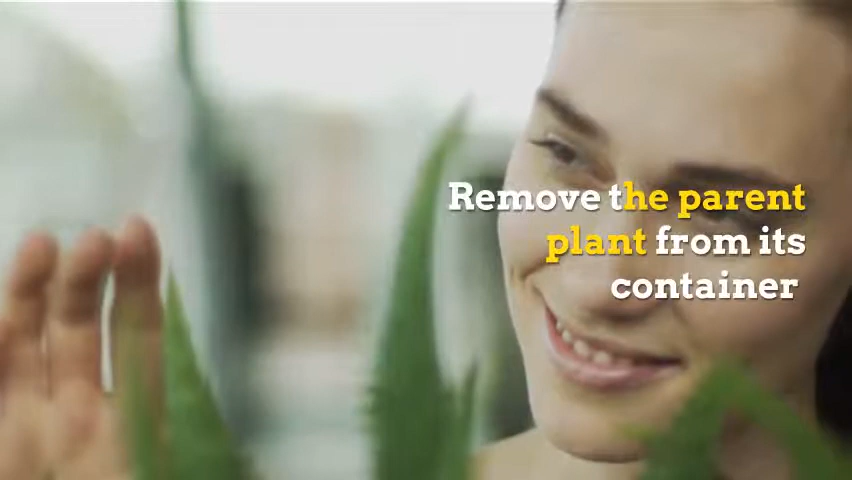 Remove the parent
plant from its
container